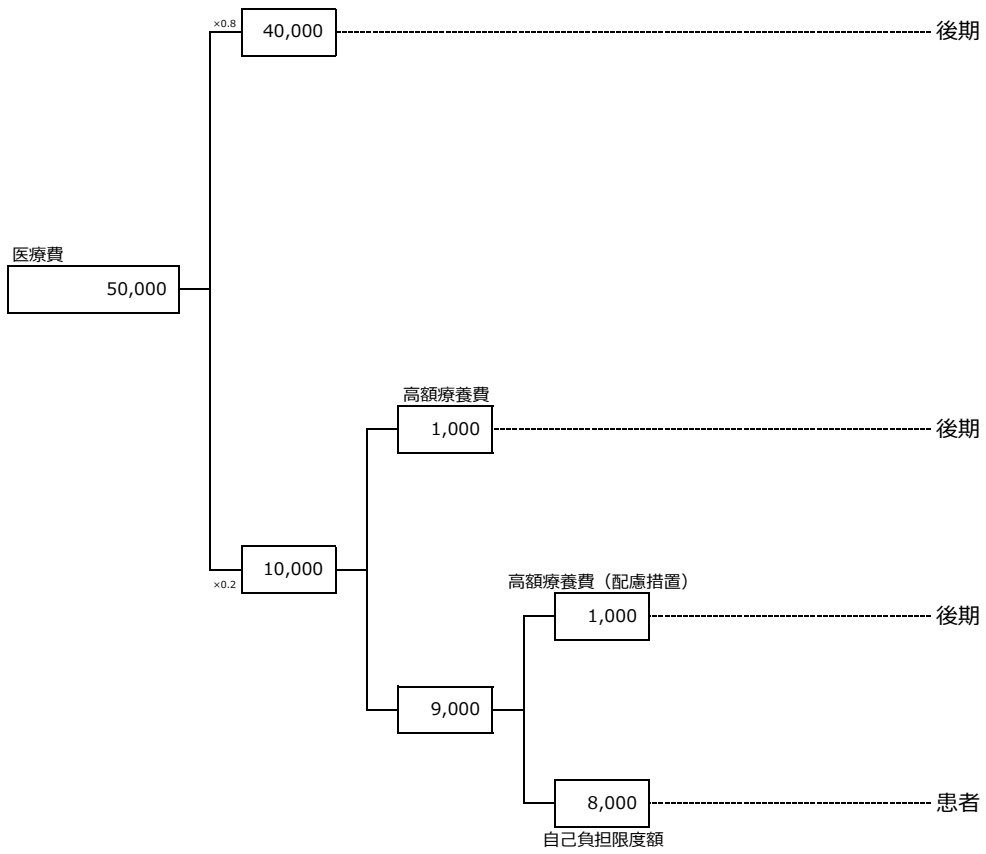 ×0.8
40,000
後期
医療費
50,000
高額療養費
1,000
後期
×0.2
10,000
高額療養費（配慮措置）
1,000
後期
9,000
8,000
患者
自己負担限度額